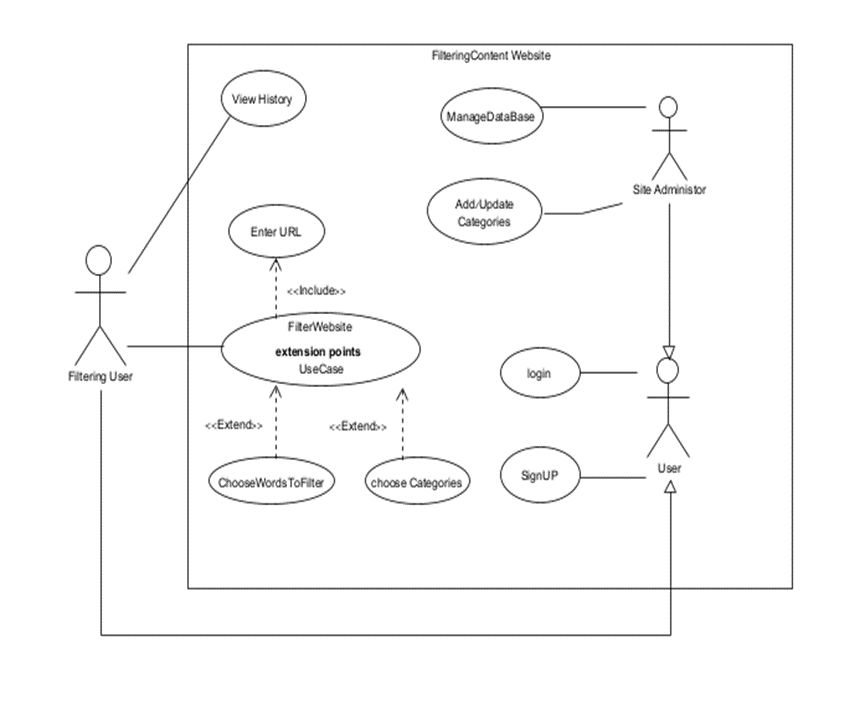 FilteringContent Website
View History
ManageDataBase
Site Administor
Add/Update
Categories
Enter URL
<<Include>>
FilterWebsite
extension points
UseCase
Filtering User
login
<<Extend>>
<<Extend>>
User
ChooseWordsToFilter
choose Categories
SignUP